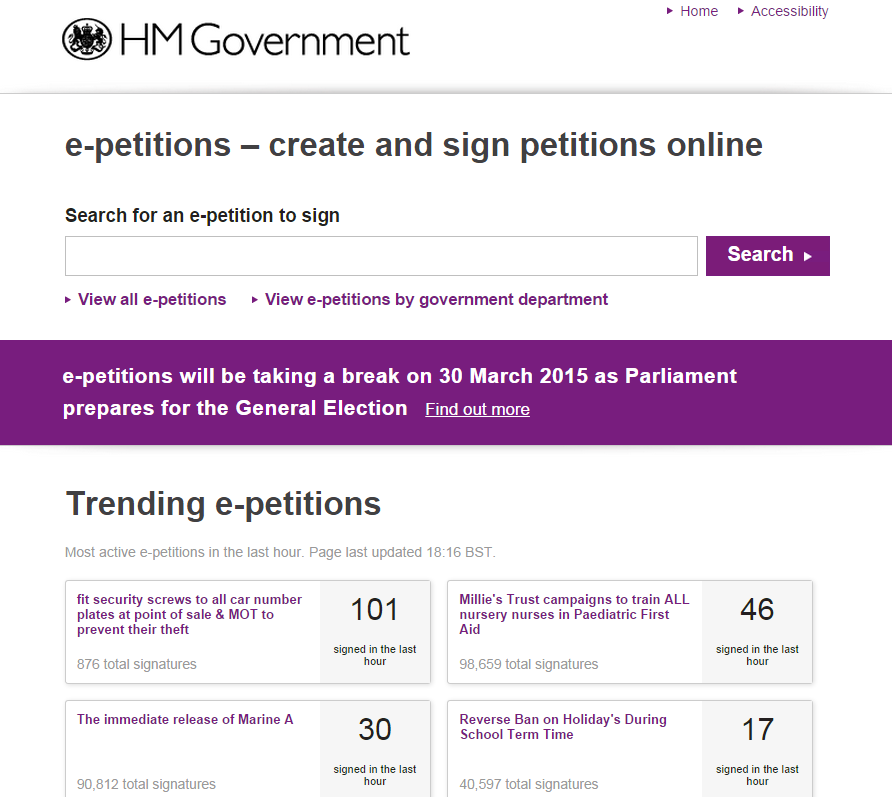 Home Accessibility
HM Government
e-petitions – create and sign petitions online
Search for an e-petition to sign
Search
View all e-petitions View e-petitions by government department
e-petitions will be taking a break on 30 March 2015 as Parliament
prepares for the General Election Find out more
Trending e-petitions
Most active e-petitions in the last hour. Page last updated 18:16 BST.
fit security screws to all car number
plates at point of sale & MOT to
prevent their theft
876 total signatures
101
signed in the last
hour
Millie's Trust campaigns to train ALL
nursery nurses in Paediatric First
Aid
98,659 total signatures
46
signed in the last
hour
The immediate release of Marine A
90,812 total signatures
30
signed in the last
hour
Reverse Ban on Holiday's During
School Term Time
40,597 total signatures
17
signed in the last
hour